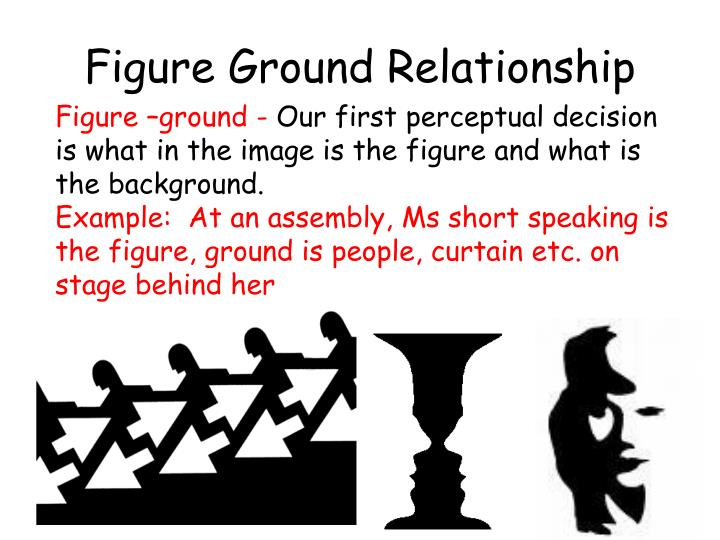 Figure Ground Relationship
Figure –ground - Our first perceptual decision
is what in the image is the figure and what is
the background.
Example:  At an assembly, Ms short speaking is
the figure, ground is people, curtain etc. on
stage behind her